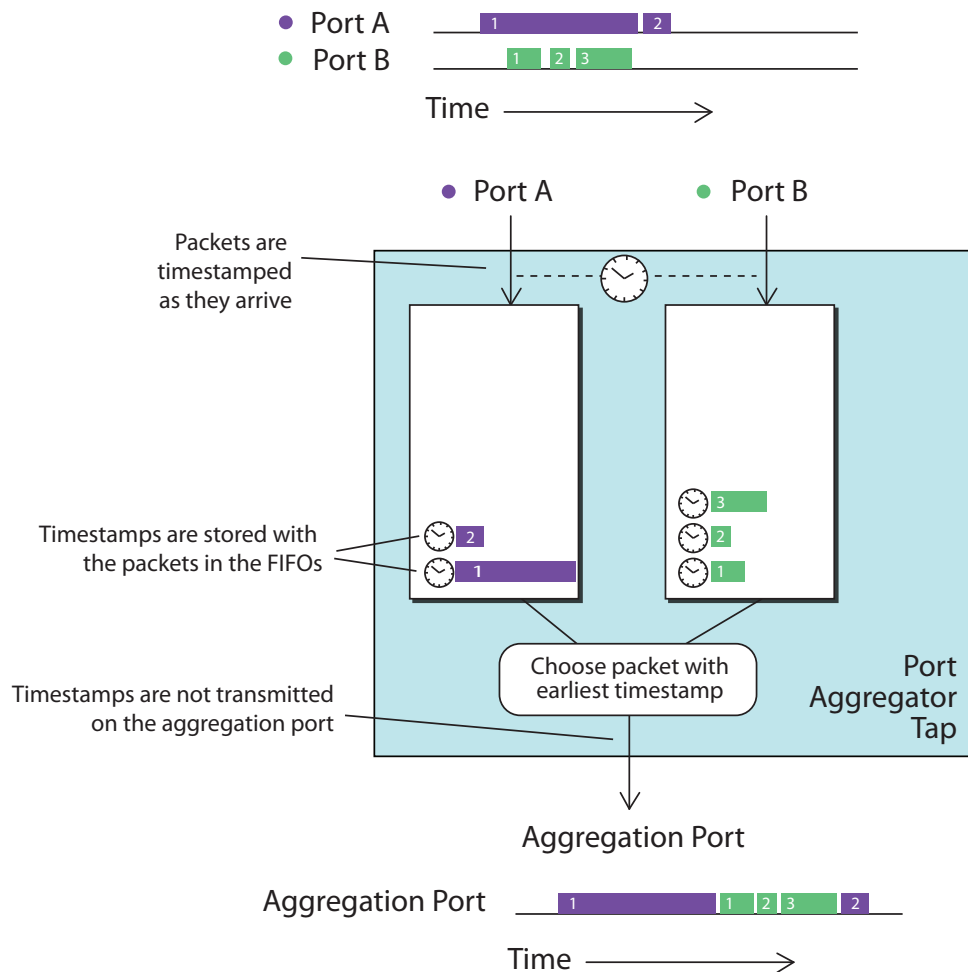 Port A
1 2
Port B
1 2 3
Time
Port A
Port B
Packets are
timestamped
as they arrive
3
2
2
1
1
Timestamps are stored with
the packets in the FIFOs
Choose packet with
earliest timestamp
Port
Aggregator
Tap
Timestamps are not transmitted
on the aggregation port
Aggregation Port
Aggregation Port
1 1 2 3 2
Time